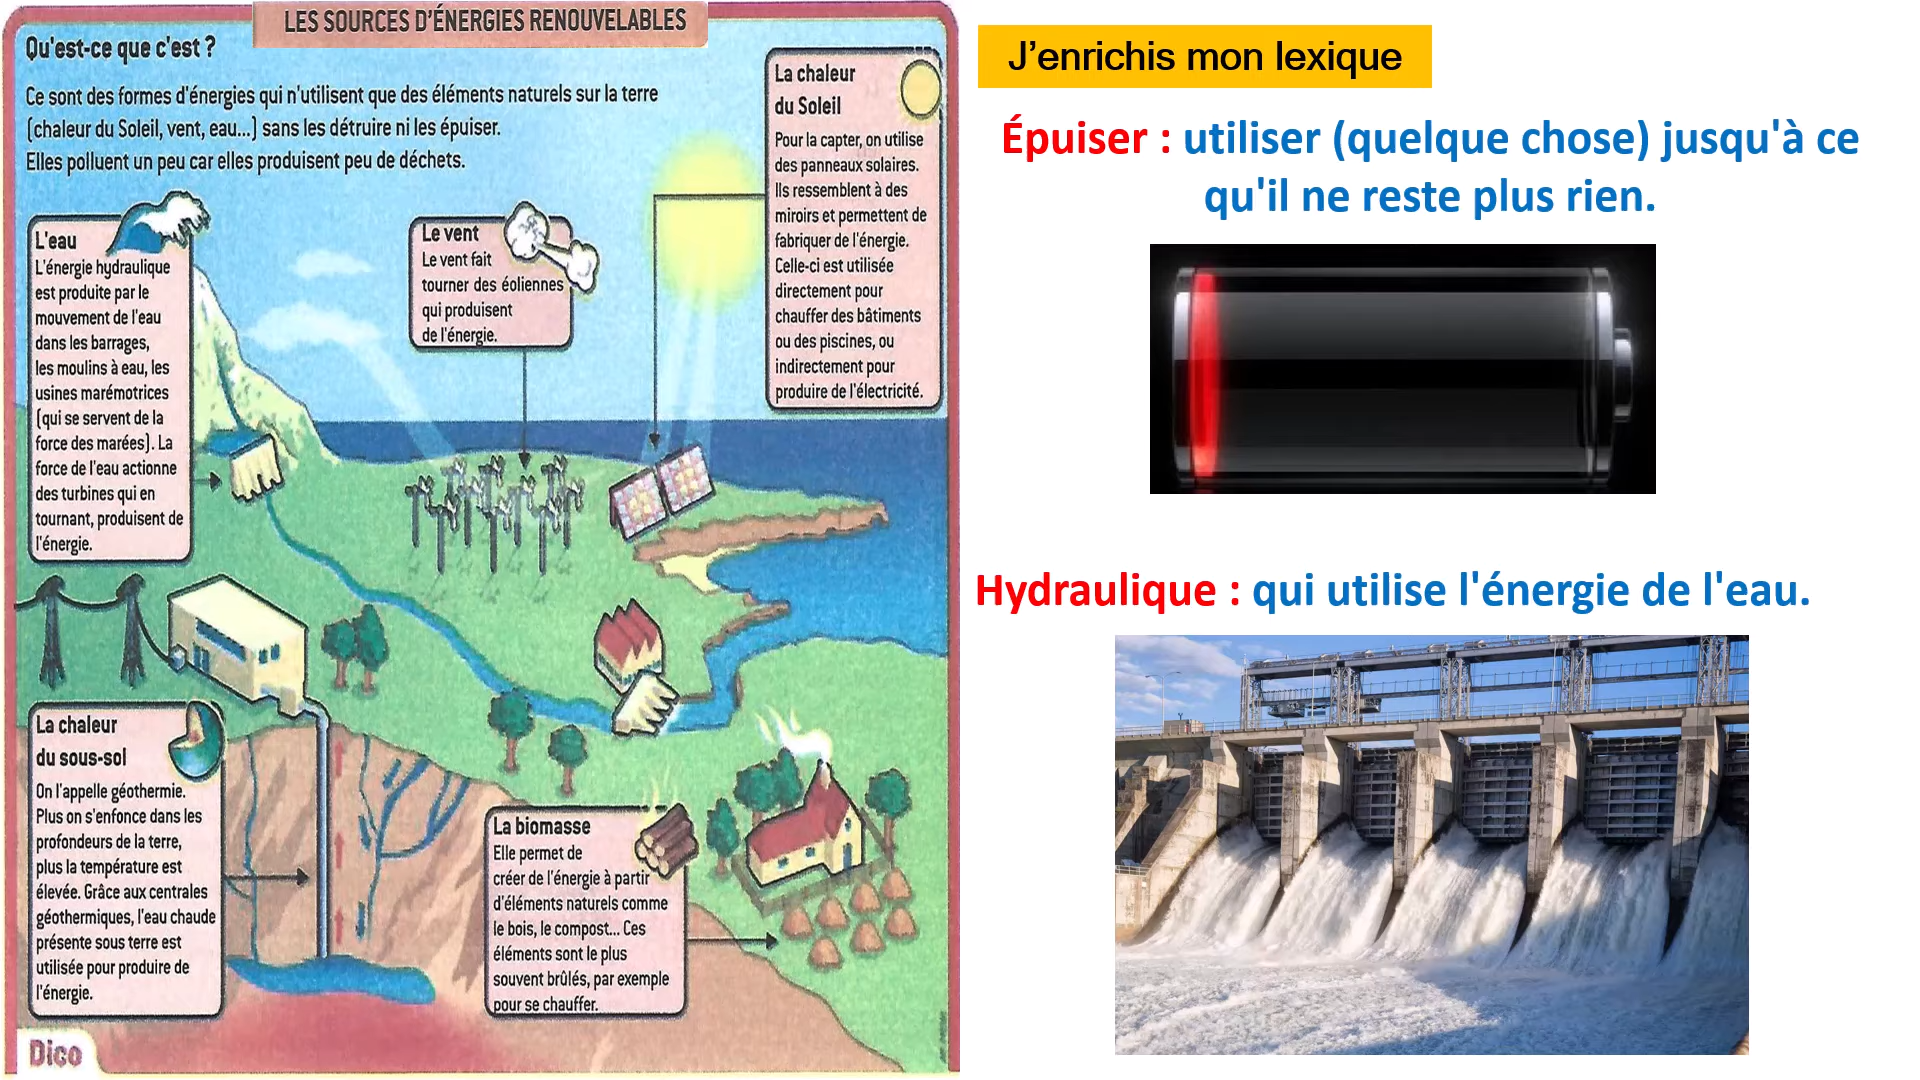 LES SOURCES D'ÉNERGIES RENOUVELABLES
Qu'est-ce que c'est ?
Ce sont des formes d'énergies qui n'utilisent que des éléments naturels sur la terre
(chaleur du Soleil, vent, eau...) sans les détruire ni les épuiser.
Elles polluent un peu car elles produisent peu de déchets.
L'eau
L'énergie hydraulique
est produite par le
mouvement de l'eau
dans les barrages,
les moulins à eau, les
usines marémotrices
(qui se servent de la
force des marées). La
force de l'eau actionne
des turbines qui en
tournant, produisent de
l'énergie.
Le vent
Le vent fait
tourner des éoliennes
qui produisent
de l'énergie.
La chaleur
du Soleil
Pour la capter, on utilise
des panneaux solaires.
Ils ressemblent à des
miroirs et permettent de
fabriquer de l'énergie.
Celle-ci est utilisée
directement pour
chauffer des bâtiments
ou des piscines, ou
indirectement pour
produire de l'électricité.
La chaleur
du sous-sol
On l'appelle géothermie.
Plus on s'enfonce dans les
profondeurs de la terre,
plus la température est
élevée. Grâce aux centrales
géothermiques, l'eau chaude
présente sous terre est
utilisée pour produire de
l'énergie.
La biomasse
Elle permet de
créer de l'énergie à partir
d'éléments naturels comme
le bois, le compost... Ces
éléments sont le plus
souvent brûlés, par exemple
pour se chauffer.
Dico
J'enrichis mon lexique
Épuiser : utiliser (quelque chose) jusqu'à ce
qu'il ne reste plus rien.
Hydraulique : qui utilise l'énergie de l'eau.